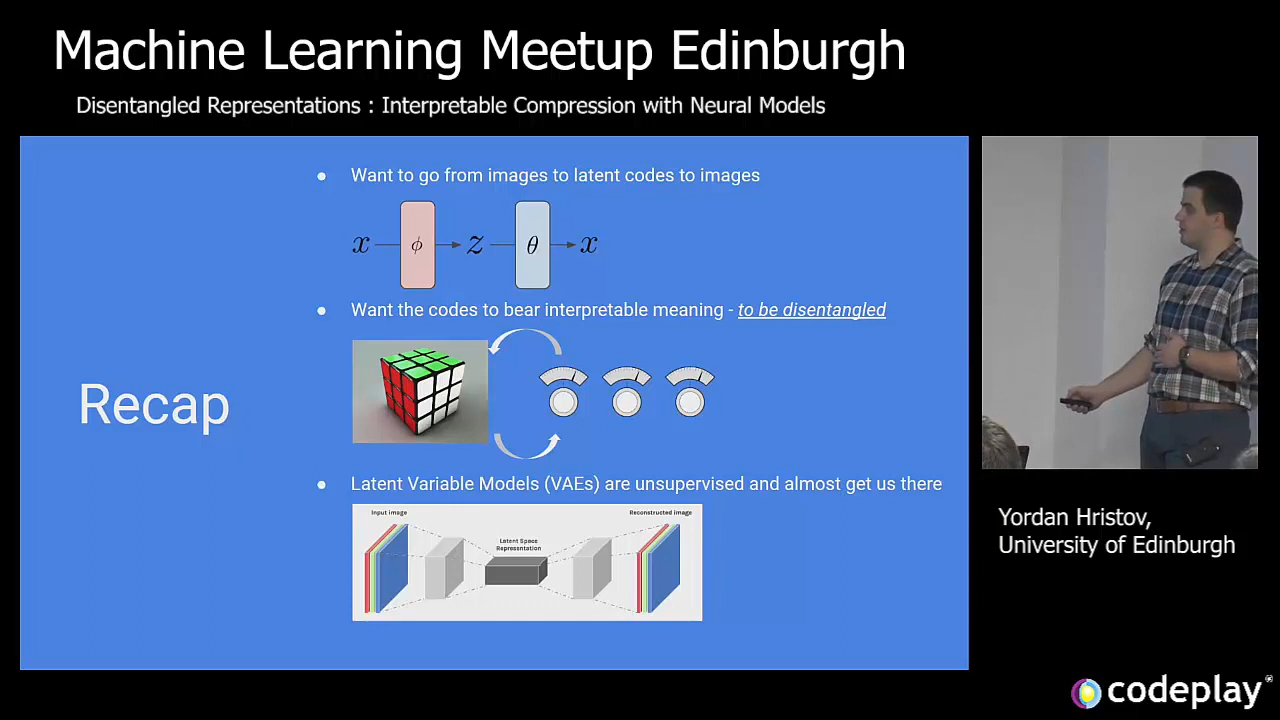 Machine Learning Meetup Edinburgh
Disentangled Representations : Interpretable Compression with Neural Models
Recap
● Want to go from images to latent codes to images
x ϕ z θ x
● Want the codes to bear interpretable meaning - to be disentangled
● Latent Variable Models (VAEs) are unsupervised and almost get us there
Input image
Latent Space
Representation
Reconstructed image
Yordan Hristov,
University of Edinburgh
codeplay®